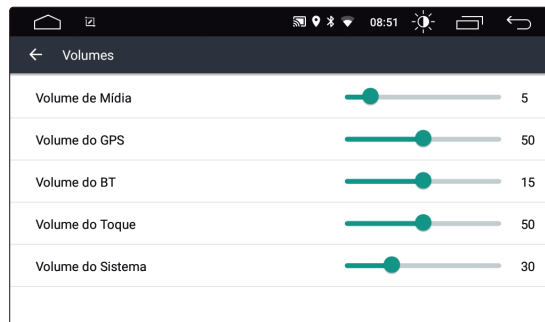 08:51
Volumes
Volume de Mídia 5
Volume do GPS 50
Volume do BT 15
Volume do Toque 50
Volume do Sistema 30